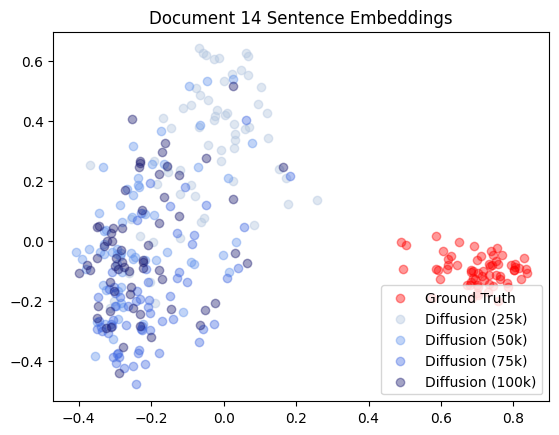 Document 14 Sentence Embeddings
0.6
0.4
0.2
0.0
−0.2
−0.4
Ground Truth
Diffusion (25k)
Diffusion (50k)
Diffusion (75k)
Diffusion (100k)
−0.4 −0.2 0.0 0.2 0.4 0.6 0.8